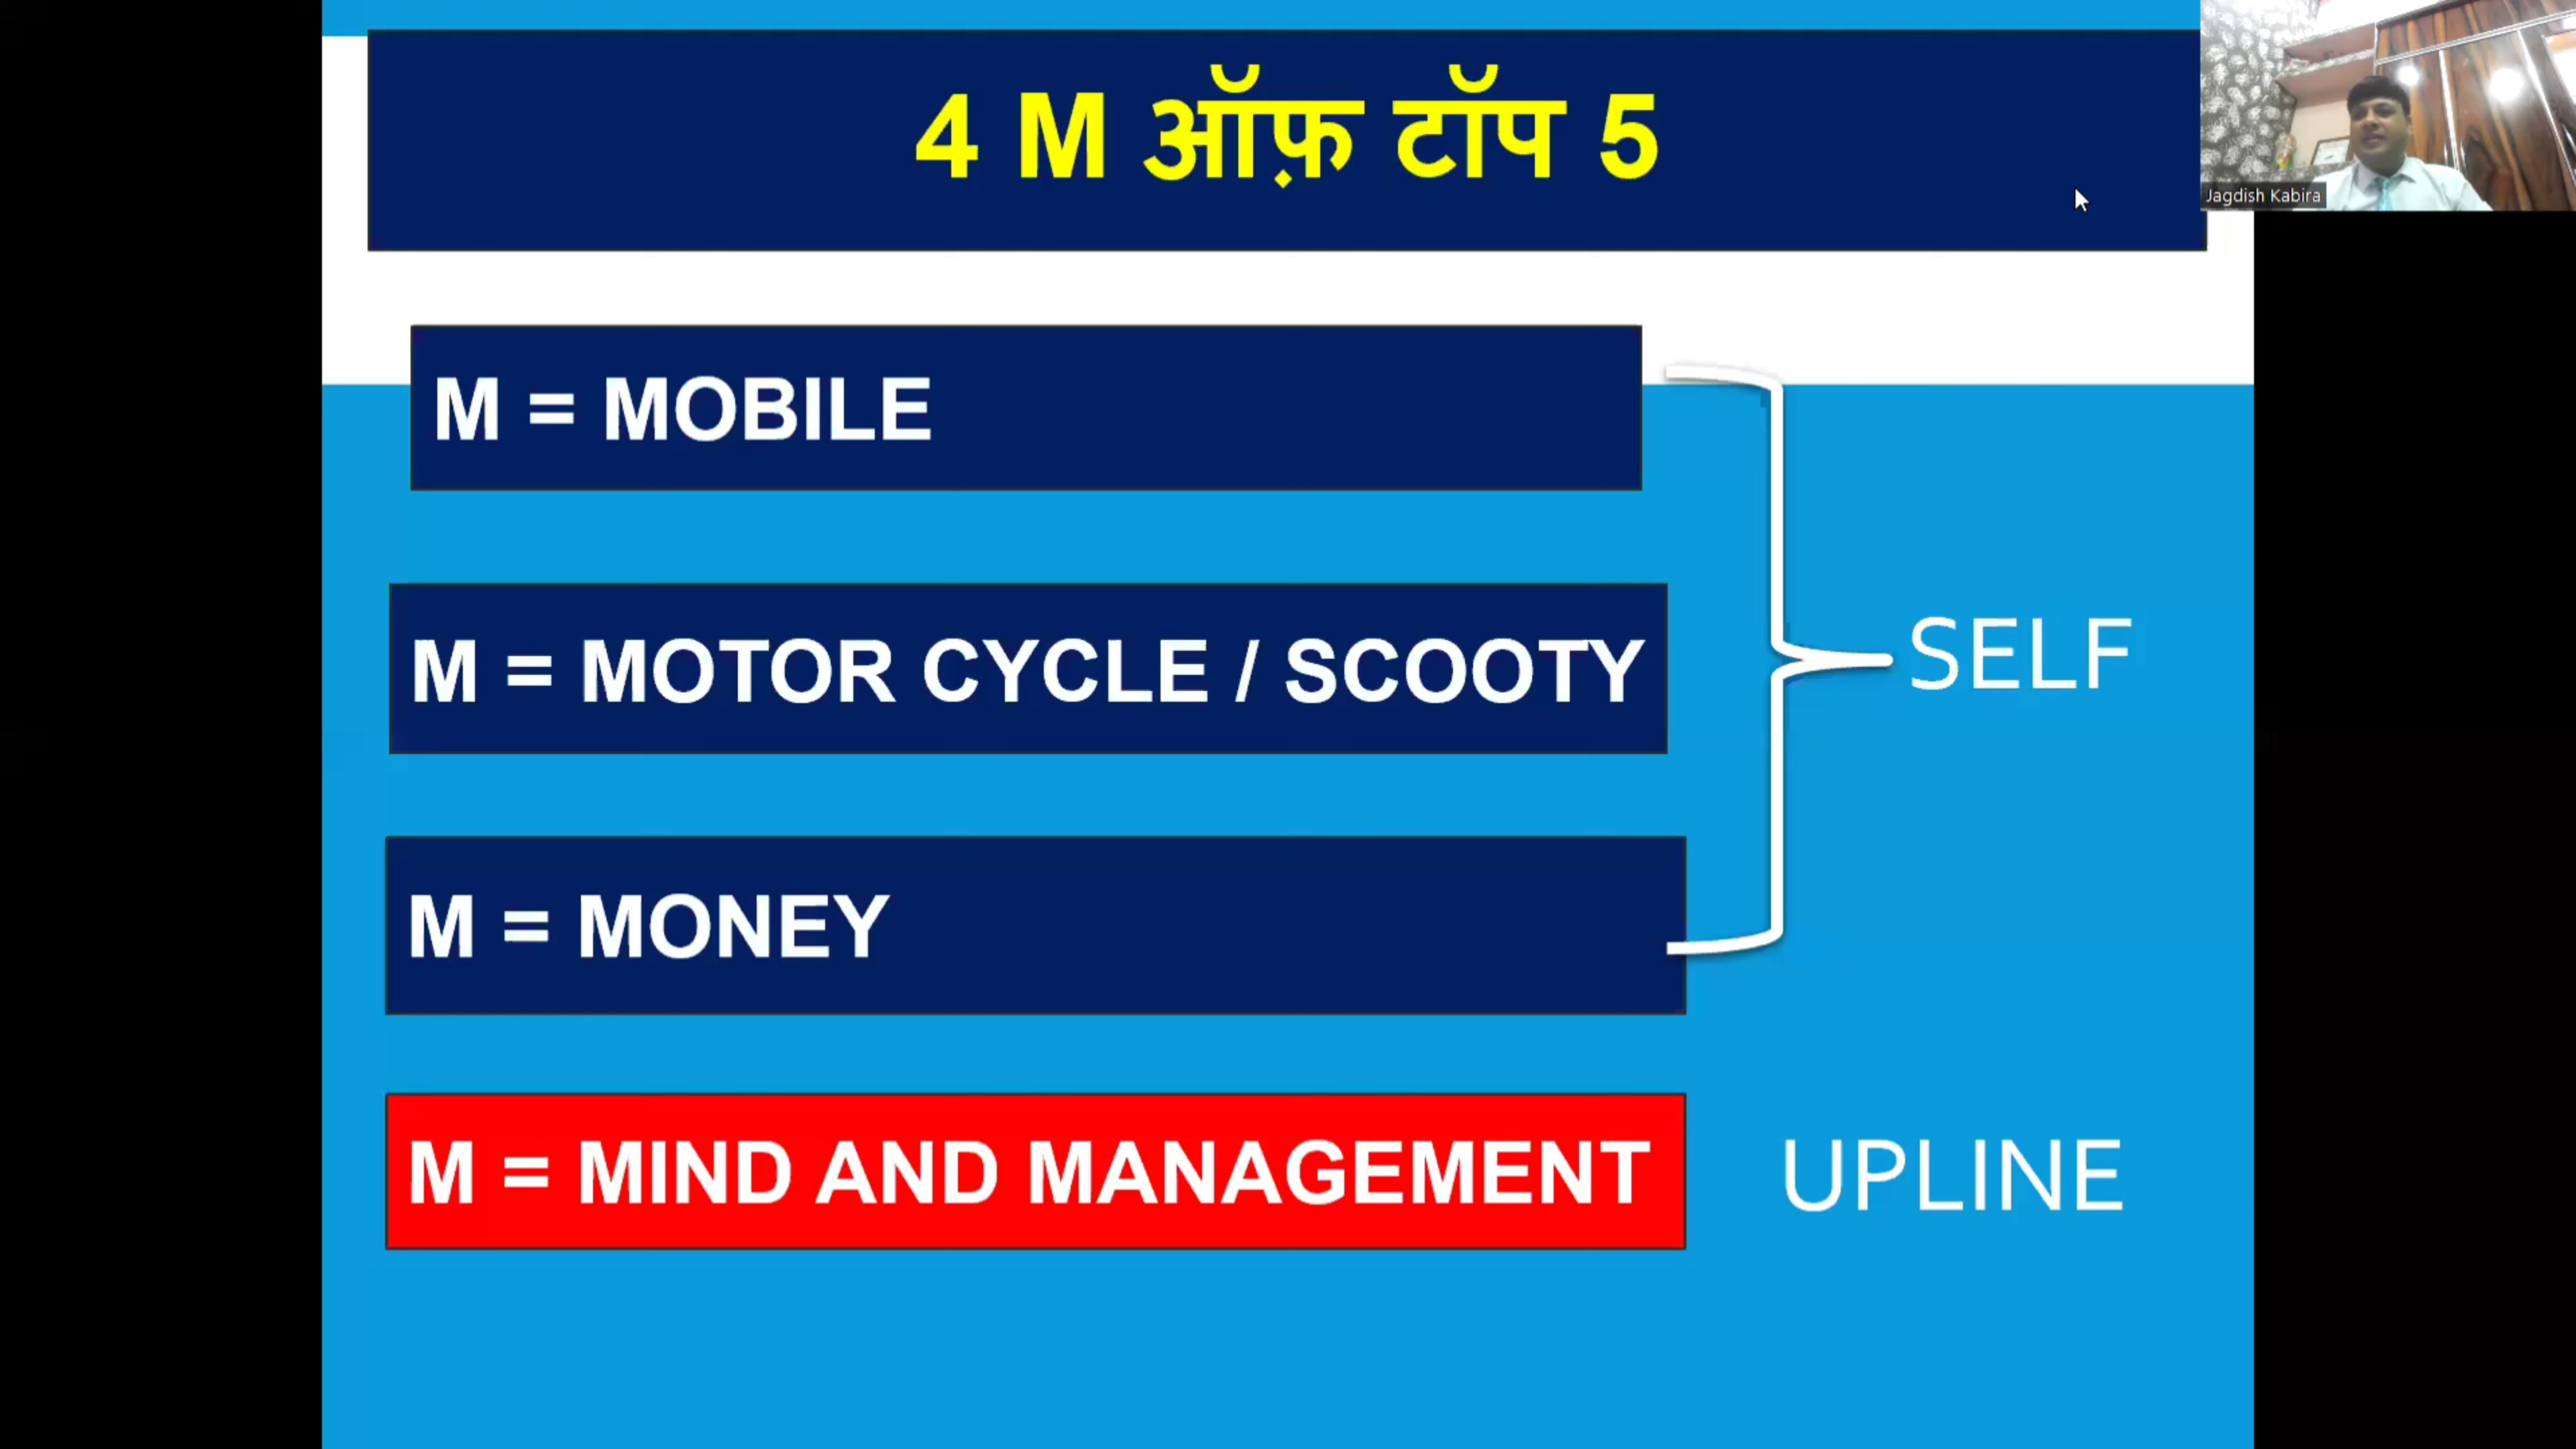 4 M ऑफ़ टॉप 5
Jagdish Kabira
M = MOBILE
M = MOTOR CYCLE / SCOOTY
SELF
M = MONEY
M = MIND AND MANAGEMENT
UPLINE